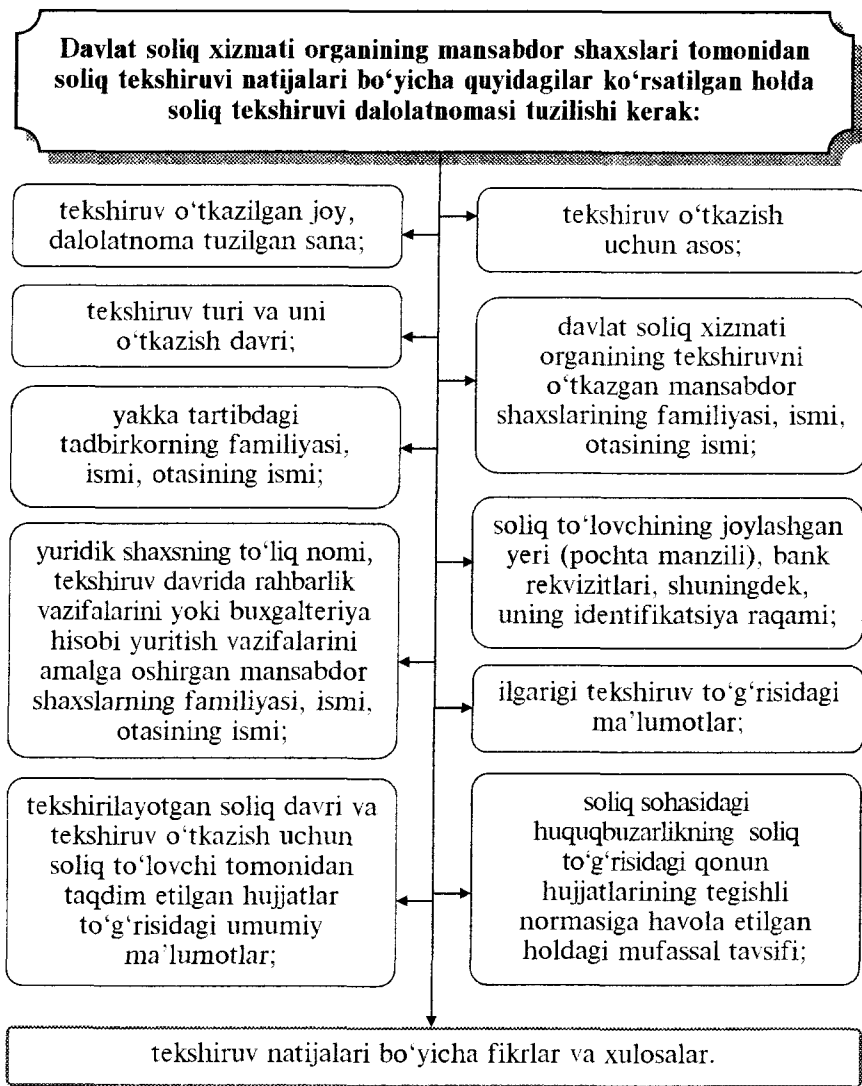 Davlat soliq xizmati organining mansabdor shaxslari tomonidan
soliq tekshiruvi natijalari bo‘yicha quyidagilar ko‘rsatilgan holda
soliq tekshiruvi dalolatnomasi tuzilishi kerak:
tekshiruv o‘tkazilgan joy,
dalolatnoma tuzilgan sana;
tekshiruv o‘tkazish
uchun asos;
tekshiruv turi va uni
o‘tkazish davri;
davlat soliq xizmati
organining tekshiruvni
o‘tkazgan mansabdor
shaxslarining familiyasi, ismi,
otasining ismi;
yakka tartibdagi
tadbirkorning familiyasi,
ismi, otasining ismi;
soliq to‘lovchining joylashgan
yeri (pochta manzili), bank
rekvizitlari, shuningdek,
uning identifikatsiya raqami;
yuridik shaxsning to‘liq nomi,
tekshiruv davrida rahbarlik
vazifalarini yoki buxgalteriya
hisobi yuritish vazifalarini
amalga oshirgan mansabdor
shaxslarning familiyasi, ismi,
otasining ismi;
ilgarigi tekshiruv to‘g‘risidagi
ma’lumotlar;
tekshirilayotgan soliq davri va
tekshiruv o‘tkazish uchun
soliq to‘lovchi tomonidan
taqdim etilgan hujjatlar
to‘g‘risidagi umumiy
ma’lumotlar;
soliq sohasidagi
huquqbuzarlikning soliq
to‘g‘risidagi qonun
hujjatlarining tegishli
normasiga havola etilgan
holdagi mufassal tavsifi;
tekshiruv natijalari bo‘yicha fikrlar va xulosalar.